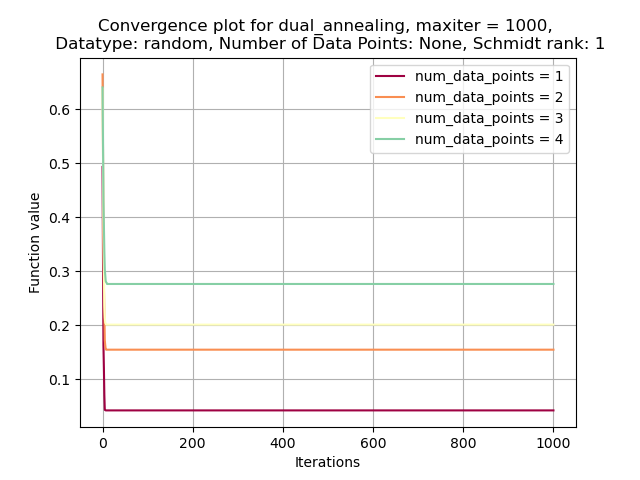 Convergence plot for dual_annealing, maxiter = 1000,
Datatype: random, Number of Data Points: None, Schmidt rank: 1
num_data_points = 1
num_data_points = 2
num_data_points = 3
num_data_points = 4
Function value
0.6
0.5
0.4
0.3
0.2
0.1
0 200 400 600 800 1000
Iterations